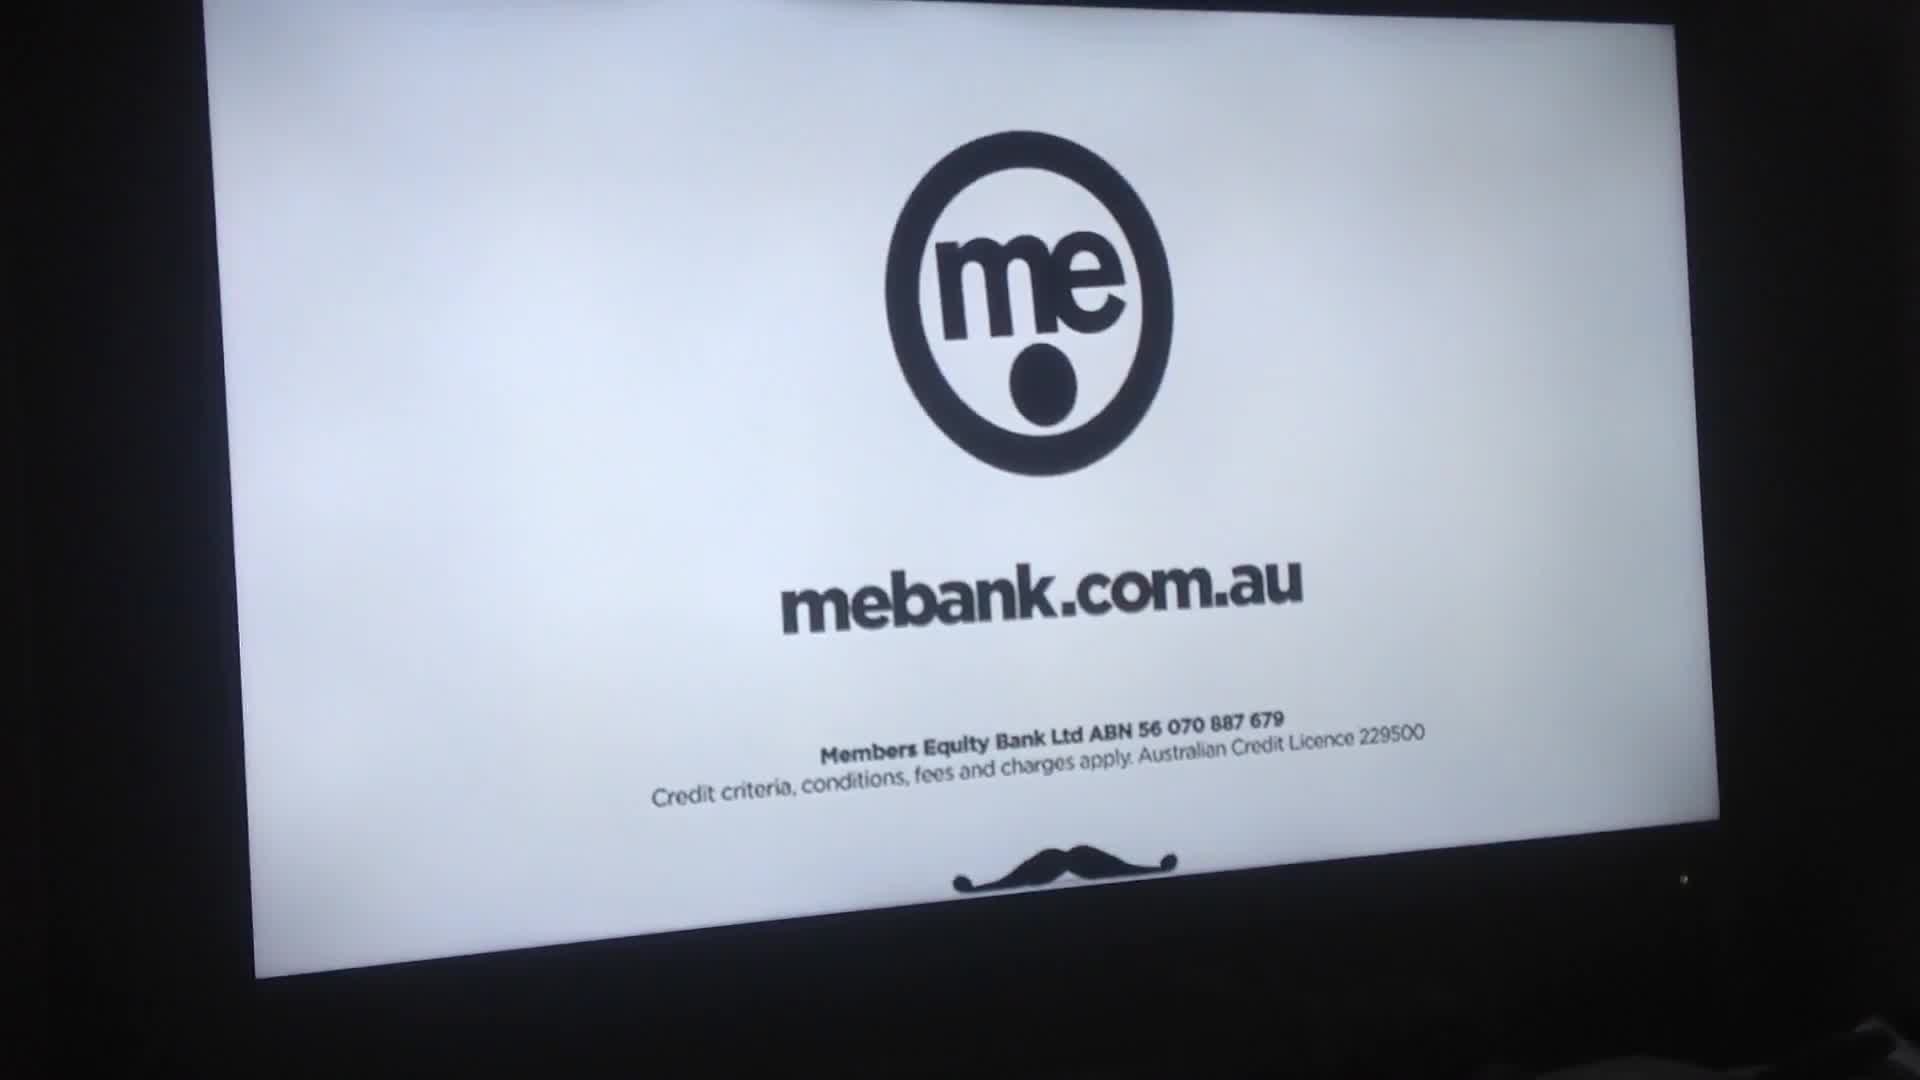 me
mebank.com.au
Members Equity Bank Ltd ABN 56 070 887 679
Credit criteria, conditions, fees and charges apply. Australian Credit Licence 229500